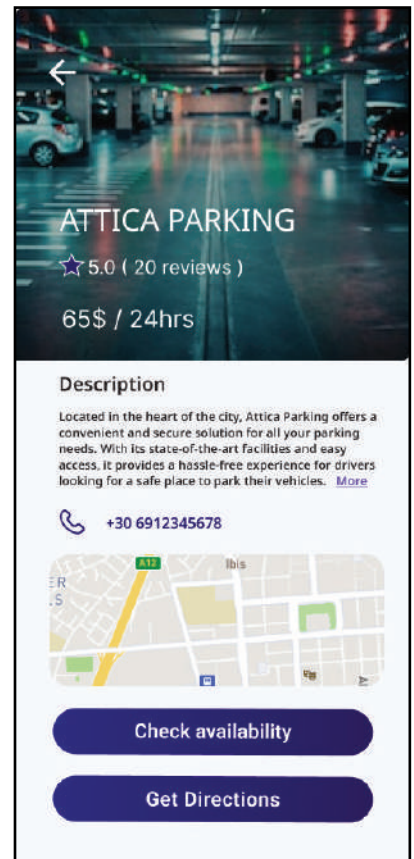 ATTICA PARKING
5.0 ( 20 reviews )
65$ / 24hrs
Description
Located in the heart of the city, Attica Parking offers a
convenient and secure solution for all your parking
needs. With its state-of-the-art facilities and easy
access, it provides a hassle-free experience for drivers
looking for a safe place to park their vehicles. More
+30 6912345678
A12
Ibis
ER
.S
Check availability
Get Directions